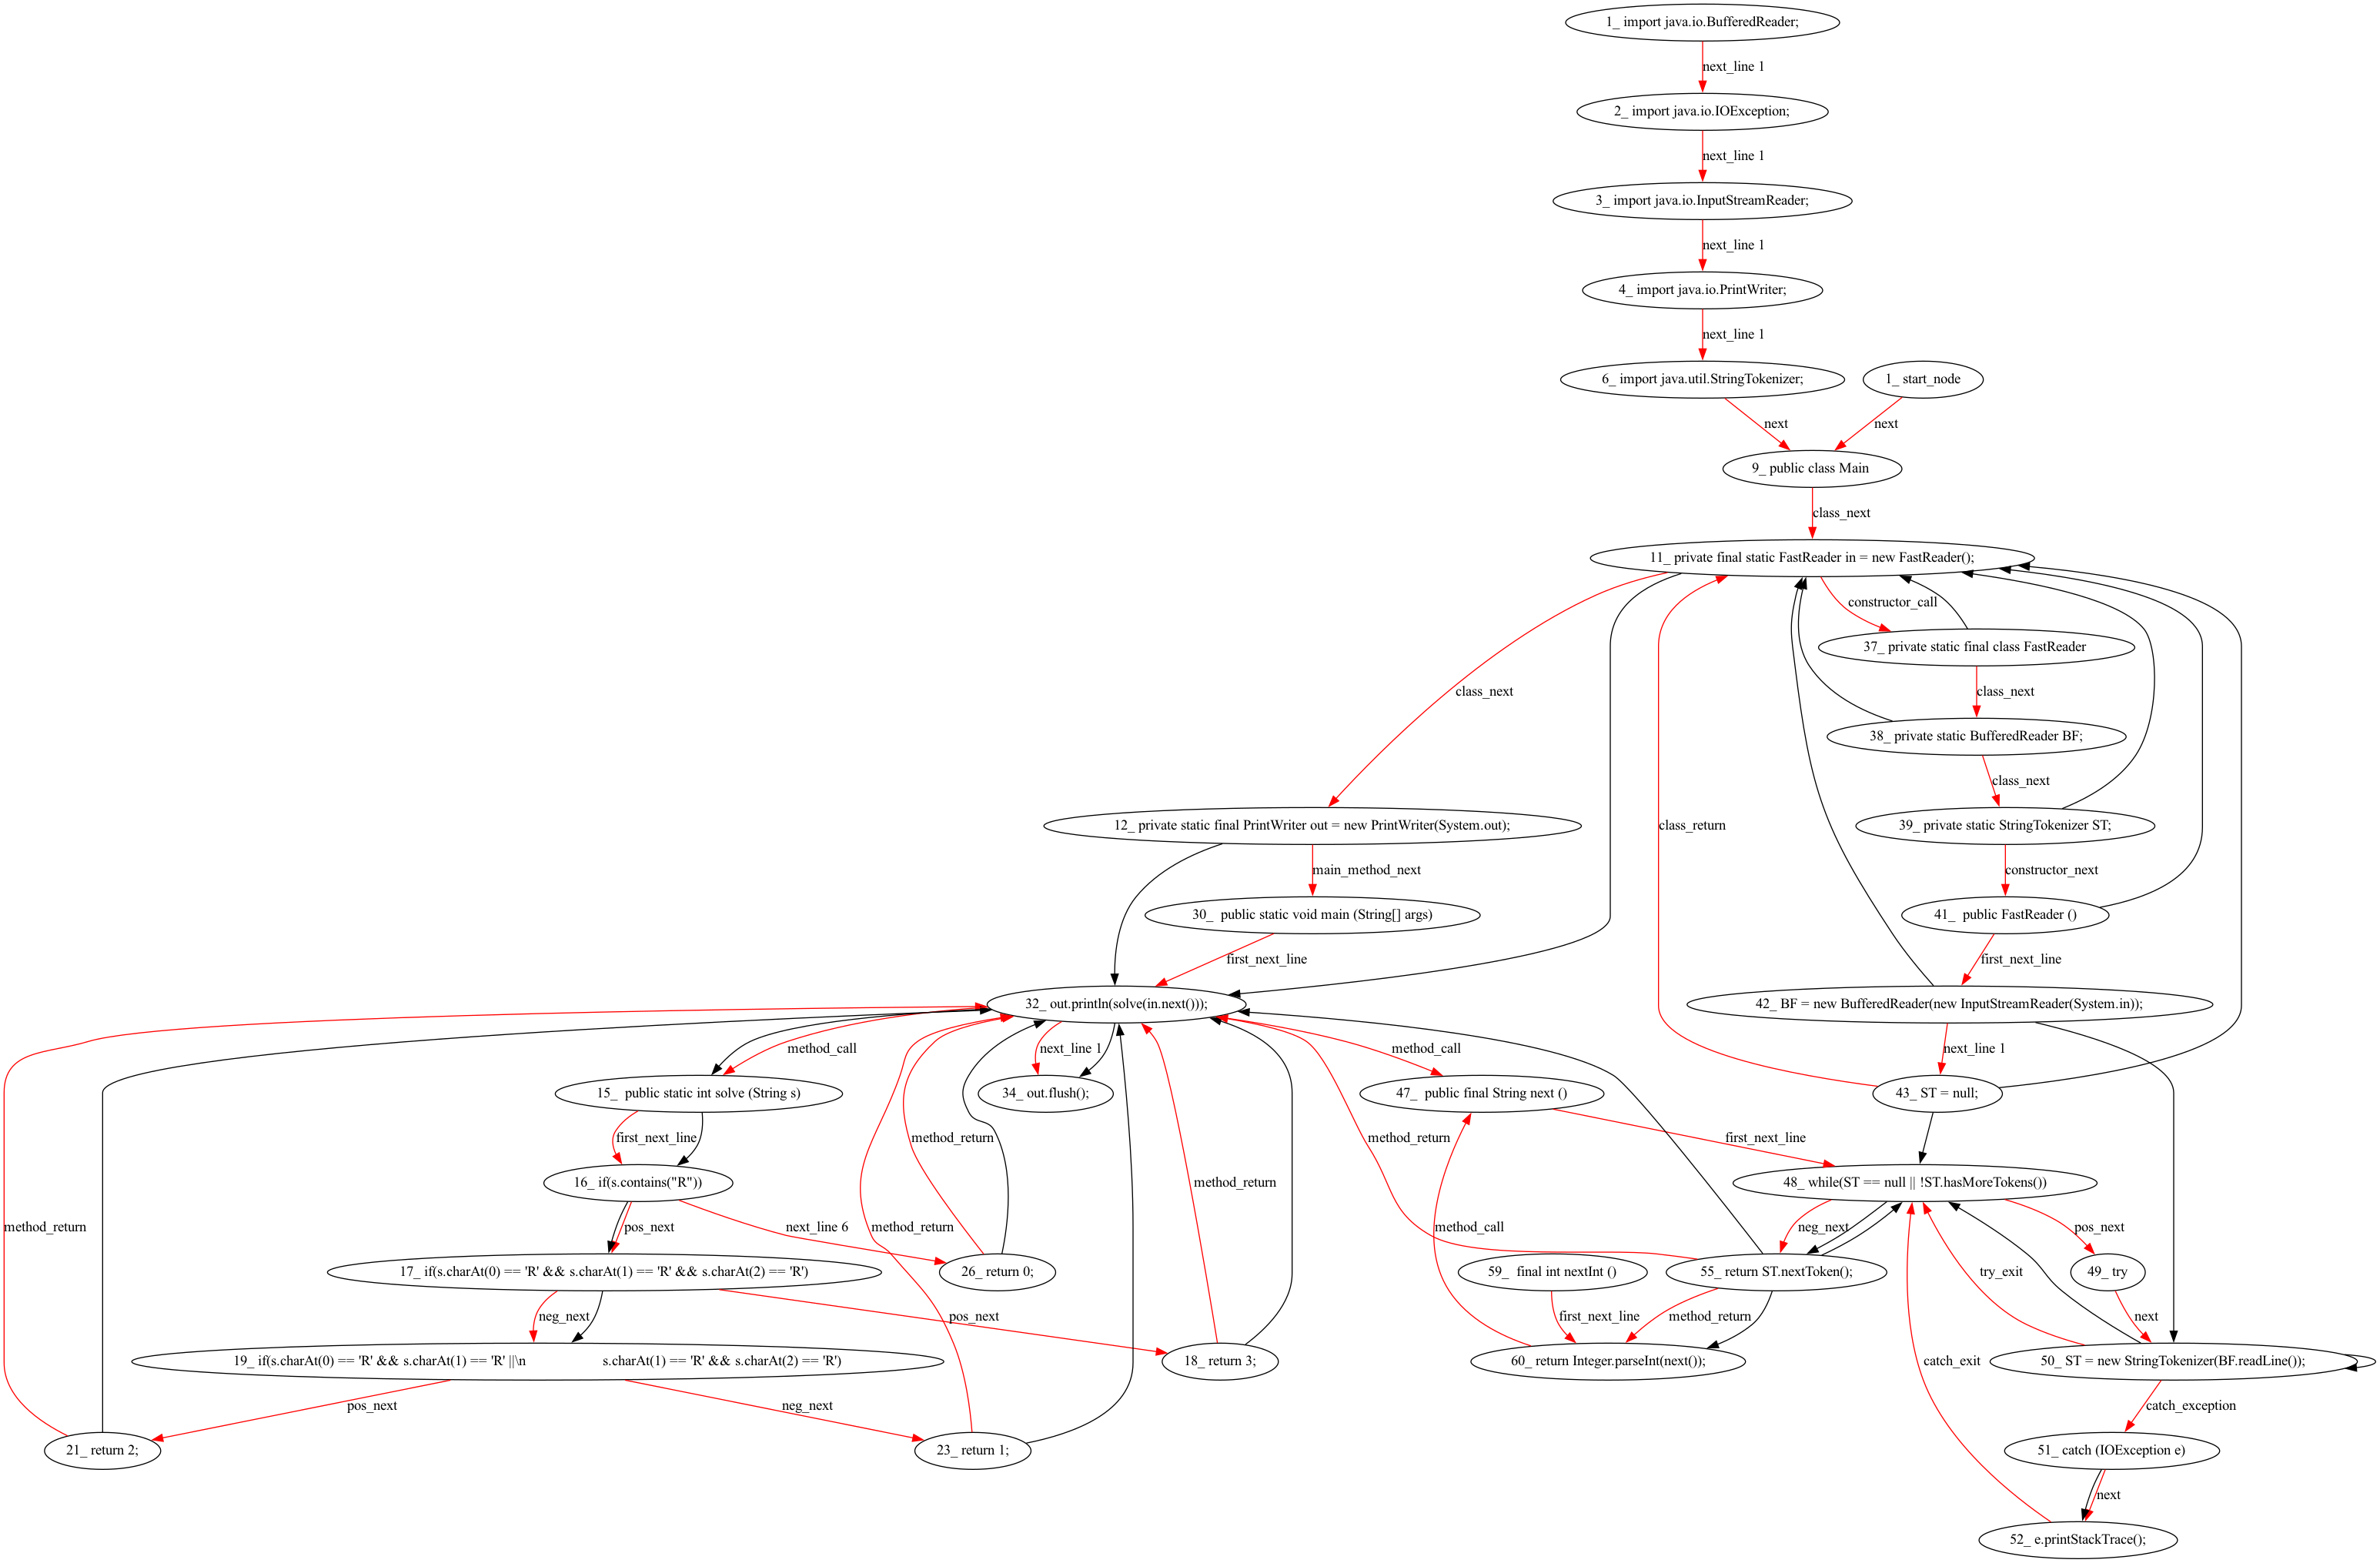 1_ import java.io.BufferedReader;
next_line 1
2_ import java.io.IOException;
next_line 1
3_ import java.io.InputStreamReader;
next_line 1
4_ import java.io.PrintWriter;
next_line 1
6_ import java.util.StringTokenizer;
1_ start_node
next
next
9_ public class Main
class_next
11_ private final static FastReader in = new FastReader();
constructor_call
37_ private static final class FastReader
class_next
class_next
38_ private static BufferedReader BF;
class_next
12_ private static final PrintWriter out = new PrintWriter(System.out);
class_return
39_ private static StringTokenizer ST;
main_method_next
constructor_next
30_  public static void main (String[] args)
41_  public FastReader ()
first_next_line
first_next_line
32_ out.println(solve(in.next()));
42_ BF = new BufferedReader(new InputStreamReader(System.in));
method_call
next_line 1
method_call
next_line 1
15_  public static int solve (String s)
34_ out.flush();
47_  public final String next ()
43_ ST = null;
first_next_line
method_return
method_return
first_next_line
16_ if(s.contains("R"))
method_return
48_ while(ST == null || !ST.hasMoreTokens())
method_return
pos_next
next_line 6
method_return
method_call
neg_next
pos_next
17_ if(s.charAt(0) == 'R' && s.charAt(1) == 'R' && s.charAt(2) == 'R')
26_ return 0;
59_  final int nextInt ()
55_ return ST.nextToken();
49_ try
try_exit
neg_next
pos_next
first_next_line
method_return
next
19_ if(s.charAt(0) == 'R' && s.charAt(1) == 'R' ||\n                       s.charAt(1) == 'R' && s.charAt(2) == 'R')
18_ return 3;
60_ return Integer.parseInt(next());
catch_exit
50_ ST = new StringTokenizer(BF.readLine());
pos_next
neg_next
catch_exception
21_ return 2;
23_ return 1;
51_ catch (IOException e)
next
52_ e.printStackTrace();